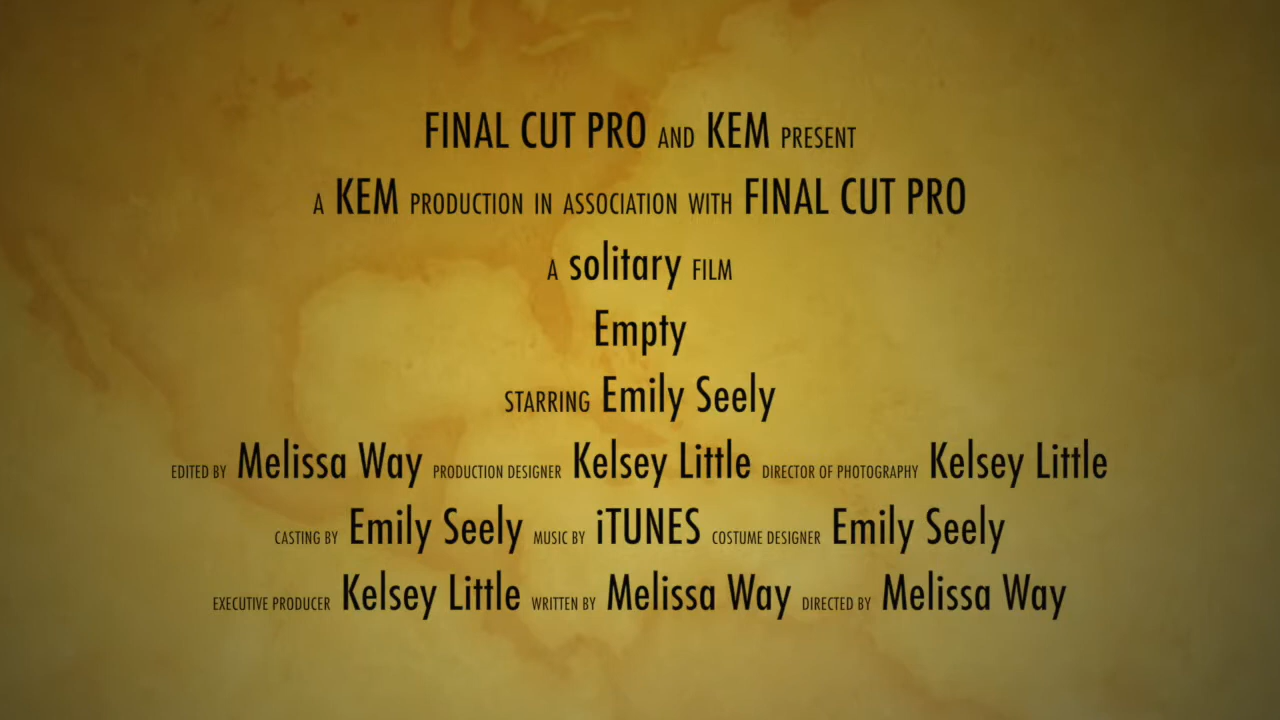 FINAL CUT PRO AND KEM PRESENT
A KEM PRODUCTION IN ASSOCIATION WITH FINAL CUT PRO
A solitary FILM
Empty
STARRING Emily Seely
EDITED BY Melissa Way PRODUCTION DESIGNER Kelsey Little DIRECTOR OF PHOTOGRAPHY Kelsey Little
CASTING BY Emily Seely MUSIC BY iTUNES COSTUME DESIGNER Emily Seely
EXECUTIVE PRODUCER Kelsey Little WRITTEN BY Melissa Way DIRECTED BY Melissa Way